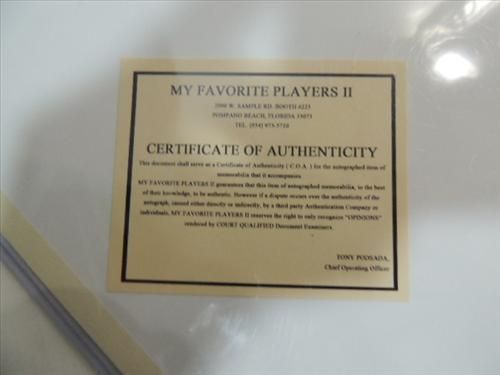 MY FAVORITE PLAYERS II
2900 W. SAMPLE RD. BOOTH 4223
POMPANO BEACH, FLORIDA 33073
TEL. (954) 973-5710
CERTIFICATE OF AUTHENTICITY
This document shall serve as a Certificate of Authenticity ( C.O.A. ) for the autographed item of
memorabilia that it accompanies
MY FAVORITE PLAYERS II guarantees that this item of autographed memorabilia, to the best
of their knowledge, to be authentic. However if a dispute occurs over the authenticity of the
autograph, caused either directly or indirectly, by a third party Authentication Company or
individuals, MY FAVORITE PLAYERS II reserves the right to only recognize "OPINIONS"
rendered by COURT QUALIFIED Document Examiners.
TONY POOSADA,
Chief Operating Officer